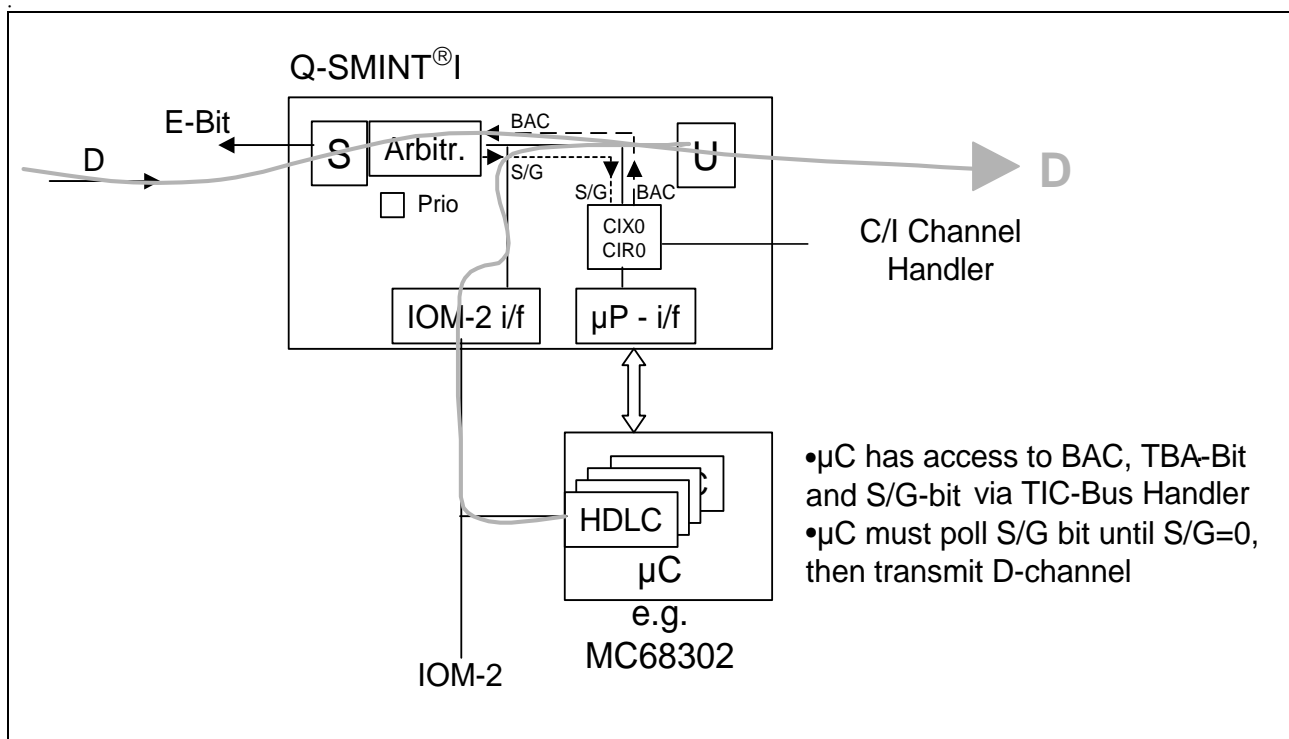 Q-SMINT®I
E-Bit
BAC
D
S
Arbitr.
U
D
S/G
S/G
BAC
Prio
CIX0
CIR0
C/I Channel
Handler
IOM-2 i/f
µP - i/f
•µC has access to BAC, TBA-Bit
and S/G-bit via TIC-Bus Handler
•µC must poll S/G bit until S/G=0,
then transmit D-channel
C
HDLC
µC
e.g.
MC68302
IOM-2